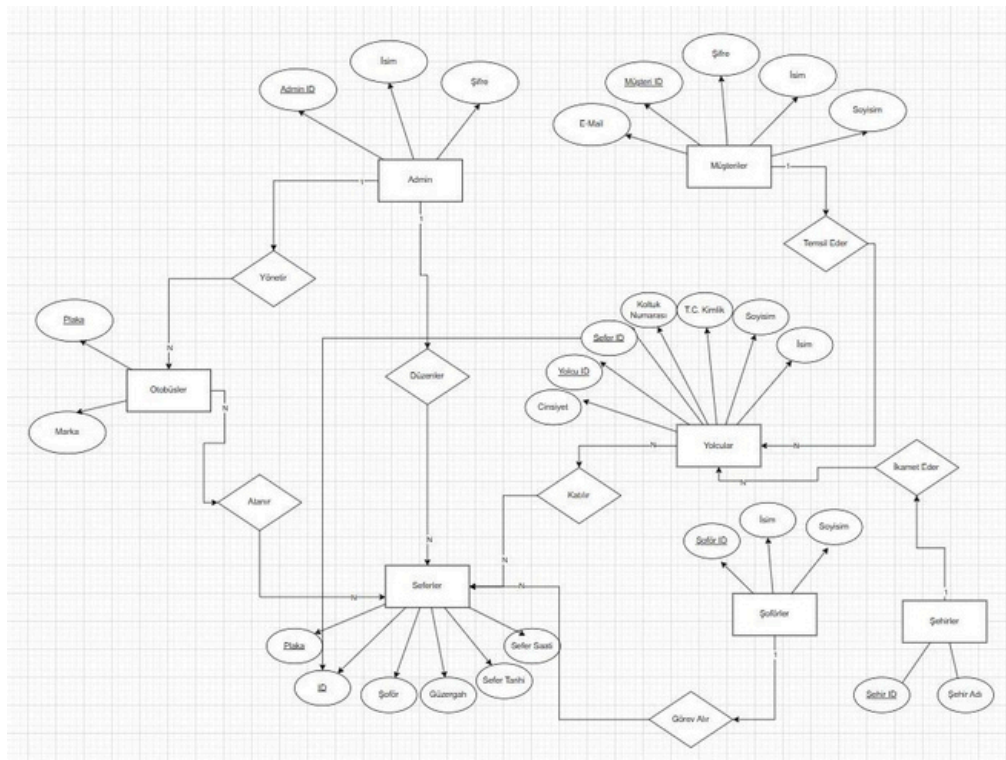 İsim
Şifre
Admin ID
Admin
Şifre
Müşteri ID
İsim
E-Mail
Soyisim
Müşteriler
1
1
1
Temsil Eder
Yönetir
Plaka
N
Otobüsler
N
Marka
Düzenler
Koltuk
Numarası
T.C. Kimlik
Soyisim
Sefer ID
İsim
Yolcu ID
Cinsiyet
Yolcular
N
N
N
İkamet Eder
Atanır
Katılır
N
N
N
N
Seferler
Plaka
ID
Şoför
Güzergah
Sefer Tarihi
Sefer Saati
Şoför ID
İsim
Soyisim
Şoförler
1
Görev Alır
1
Şehirler
Şehir ID
Şehir Adı